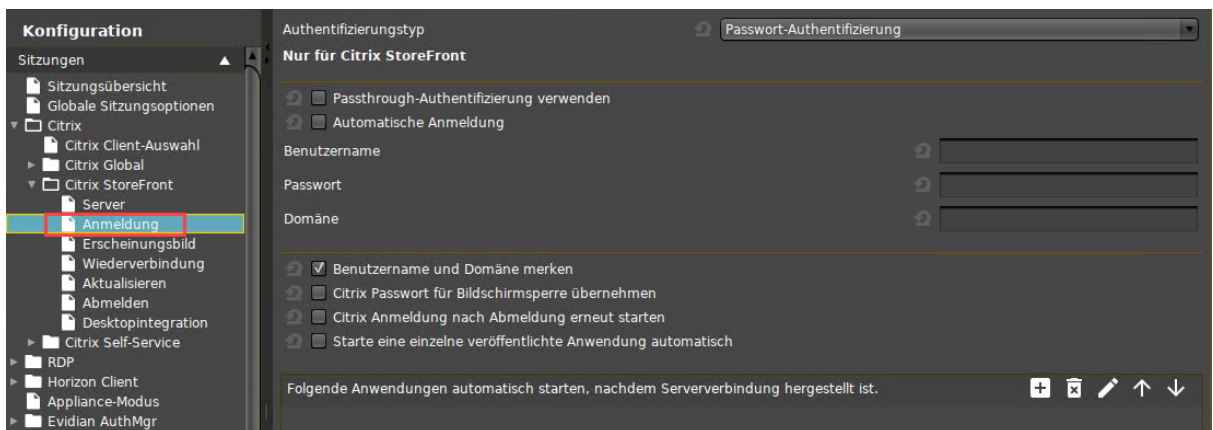 Konfiguration
Sitzungen
Sitzungsübersicht
Globale Sitzungsoptionen
Citrix
Citrix Client-Auswahl
Citrix Global
Citrix StoreFront
Server
Anmeldung
Erscheinungsbild
Wiederverbindung
Aktualisieren
Abmelden
Desktopintegration
Citrix Self-Service
RDP
Horizon Client
Appliance-Modus
Evidian AuthMgr
Authentifizierungstyp
Passwort-Authentifizierung
Nur für Citrix StoreFront
Passthrough-Authentifizierung verwenden
Automatische Anmeldung
Benutzername
Passwort
Domäne
Benutzername und Domäne merken
Citrix Passwort für Bildschirmsperre übernehmen
Citrix Anmeldung nach Abmeldung erneut starten
Starte eine einzelne veröffentlichte Anwendung automatisch
Folgende Anwendungen automatisch starten, nachdem Serververbindung hergestellt ist.